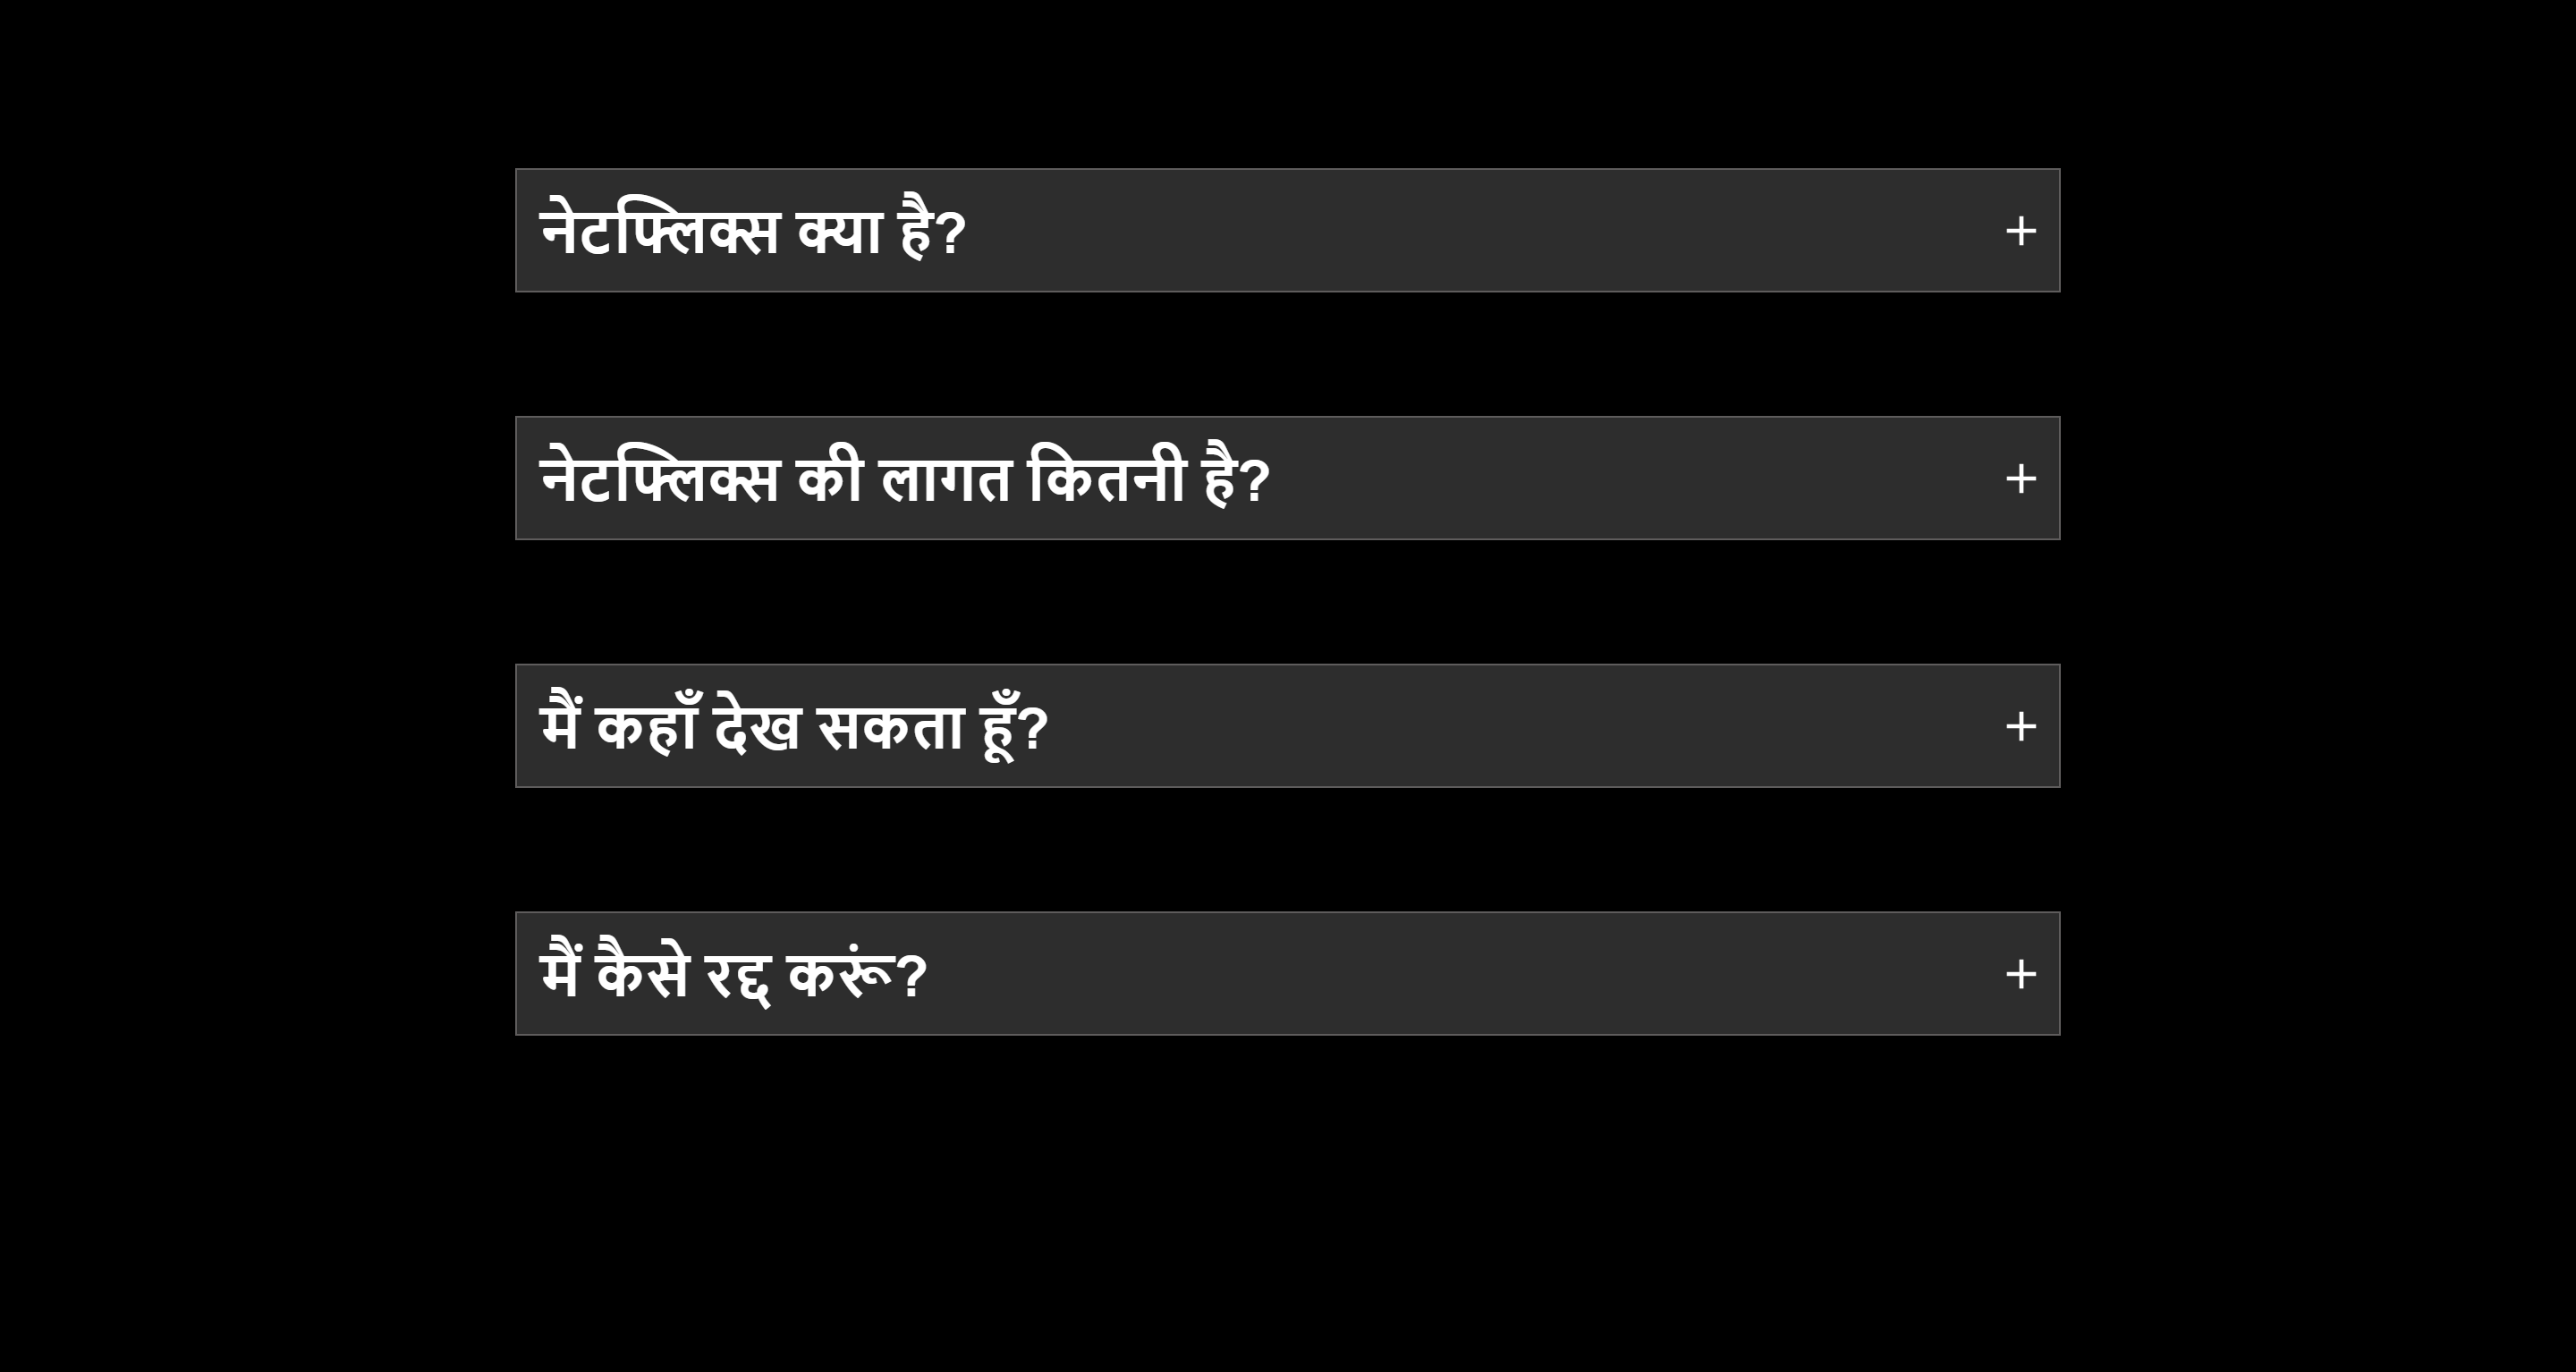 नेटफ्लिक्स क्या है?
+
नेटफ्लिक्स की लागत कितनी है?
+
मैं कहाँ देख सकता हूँ?
+
मैं कैसे रद्द करूं?
+